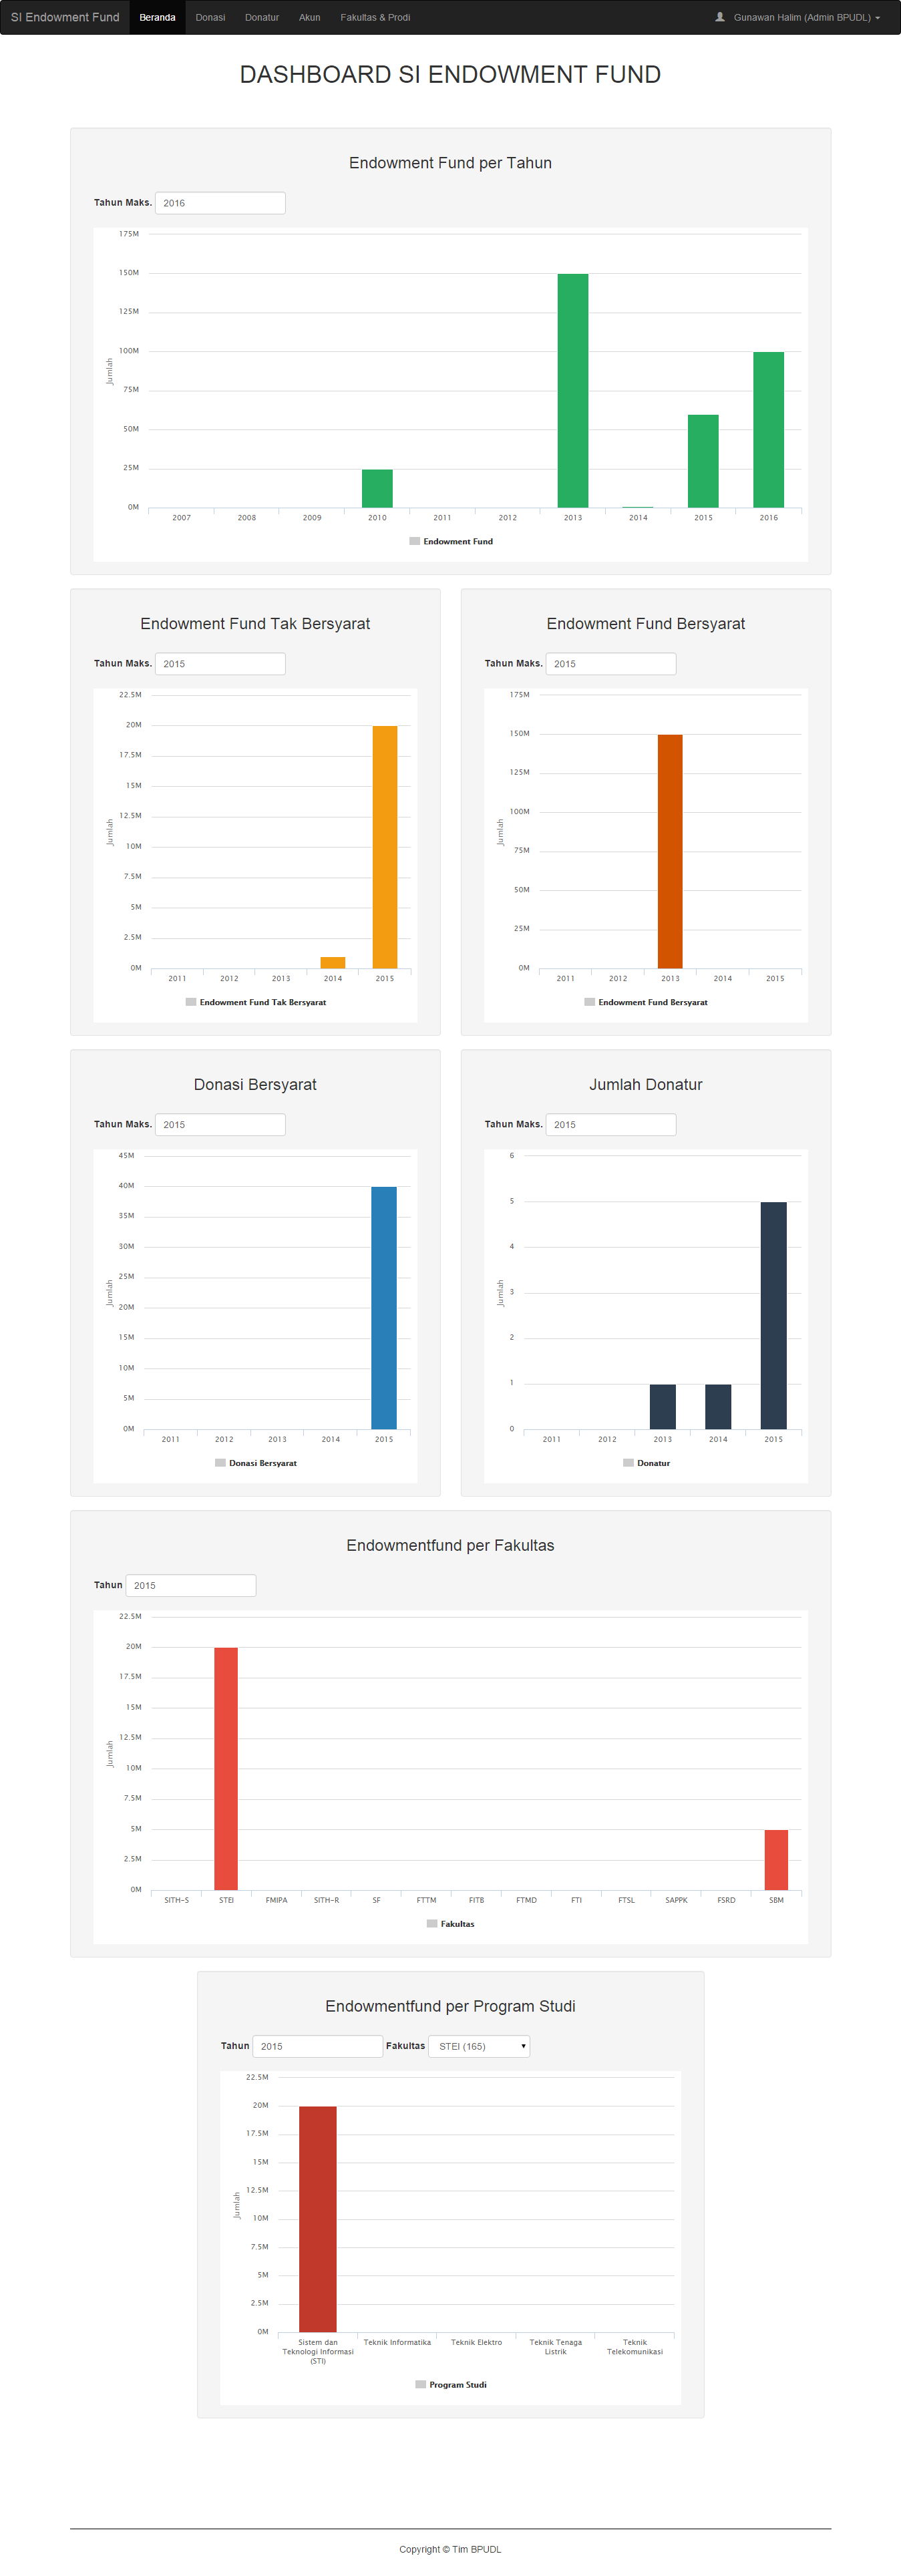 SI Endowment Fund Beranda Donasi Donatur Akun Fakultas & Prodi Gunawan Halim (Admin BPUDL)
DASHBOARD SI ENDOWMENT FUND
Endowment Fund per Tahun
Tahun Maks. 2016
175M
150M
125M
100M
75M
50M
25M
0M
Jumlah
2007 2008 2009 2010 2011 2012 2013 2014 2015 2016
Endowment Fund
Endowment Fund Tak Bersyarat
Tahun Maks. 2015
22.5M
20M
17.5M
15M
12.5M
10M
7.5M
5M
2.5M
0M
Jumlah
2011 2012 2013 2014 2015
Endowment Fund Tak Bersyarat
Endowment Fund Bersyarat
Tahun Maks. 2015
175M
150M
125M
100M
75M
50M
25M
0M
Jumlah
2011 2012 2013 2014 2015
Endowment Fund Bersyarat
Donasi Bersyarat
Tahun Maks. 2015
45M
40M
35M
30M
25M
20M
15M
10M
5M
0M
Jumlah
2011 2012 2013 2014 2015
Donasi Bersyarat
Jumlah Donatur
Tahun Maks. 2015
6
5
4
3
2
1
0
Jumlah
2011 2012 2013 2014 2015
Donatur
Endowmentfund per Fakultas
Tahun 2015
22.5M
20M
17.5M
15M
12.5M
10M
7.5M
5M
2.5M
0M
Jumlah
SITH-S STEI FMIPA SITH-R SF FTTM FITB FTMD FTI FTSL SAPPK FSRD SBM
Fakultas
Endowmentfund per Program Studi
Tahun 2015 Fakultas STEI (165)
22.5M
20M
17.5M
15M
12.5M
10M
7.5M
5M
2.5M
0M
Jumlah
Sistem dan Teknologi Informasi (STI)
Teknik Informatika
Teknik Elektro
Teknik Tenaga Listrik
Teknik Telekomunikasi
Program Studi
Copyright © Tim BPUDL